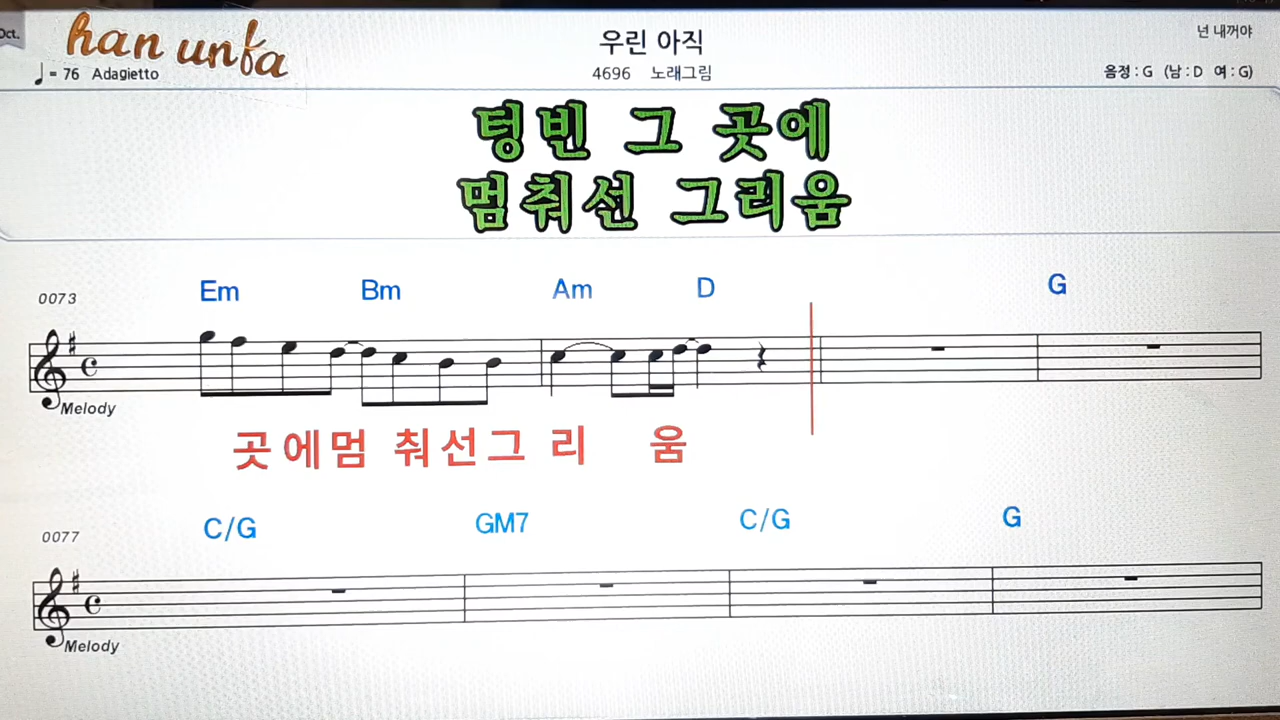 Oct.
han unfa
♩= 76 Adagietto
우린 아직
4696 노래그림
넌 내꺼야
음정 : G (남 : D 여 : G)
텅빈 그 곳에
멈춰선 그리움
0073
Em Bm Am D G
Melody
곳에멈 춰선그 리 움
0077
C/G GM7 C/G G
Melody